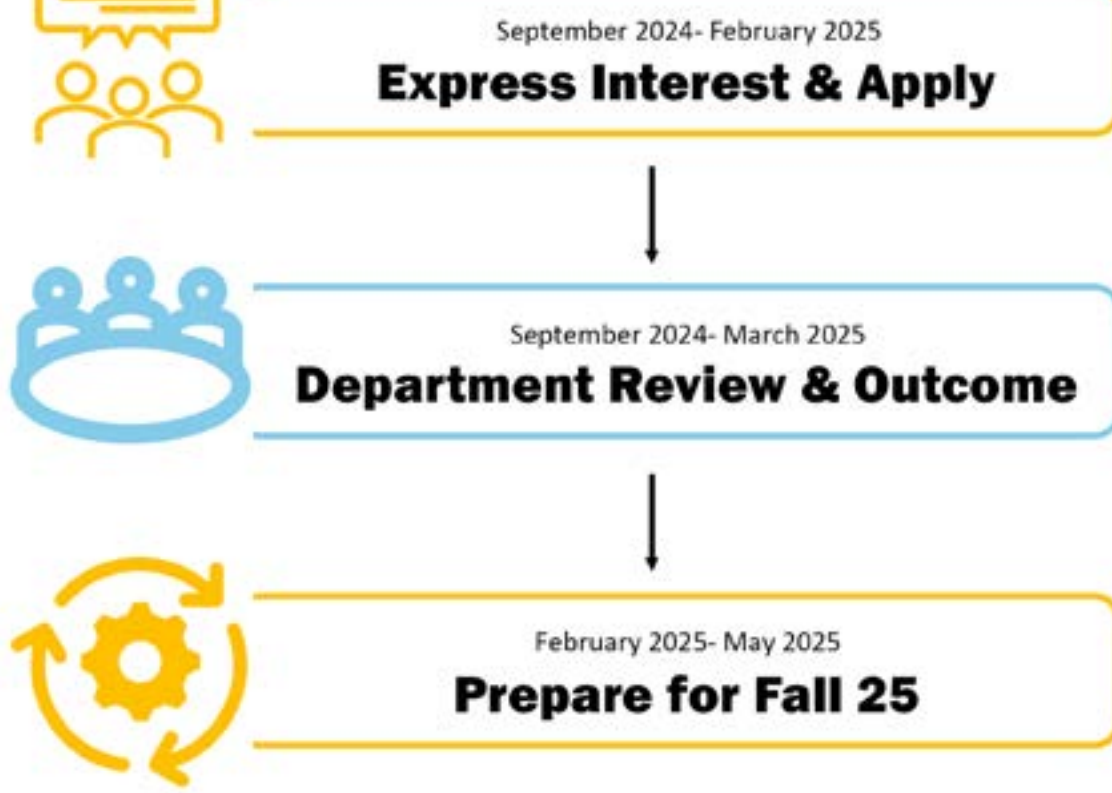 September 2024- February 2025
Express Interest & Apply
September 2024- March 2025
Department Review & Outcome
February 2025- May 2025
Prepare for Fall 25